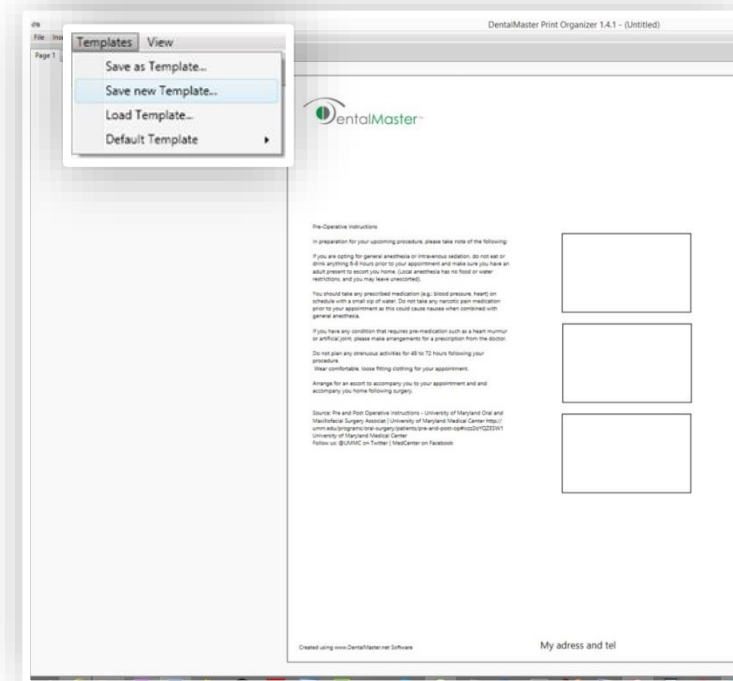 DentalMaster Print Organizer 1.4.1 - (Untitled)
File
Templates View
Page 1
Save as Template...
Save new Template...
Load Template...
Default Template
DentalMaster
Pre-Operative Instructions
In preparation for your upcoming procedure, please take note of the following:
If you are opting for general anesthesia or intravenous sedation, do not eat or
drink anything 6-8 hours prior to your appointment and make sure you have an
adult present to escort you home. (Local anesthesia has no food or water
restrictions, and you may leave unescorted).
You should take any prescribed medication (e.g.; blood pressure, heart) on
schedule with a small sip of water. Do not take any narcotic pain medication
prior to your appointment as this could cause nausea when combined with
general anesthesia.
If you have any condition that requires pre-medication such as a heart murmur
or artificial joint, please make arrangements for a prescription from the doctor.
Do not plan any strenuous activities for 48 to 72 hours following your
procedure.
Wear comfortable, loose fitting clothing for your appointment.
Arrange for an escort to accompany you to your appointment and and
accompany you home following surgery.
Source: Pre and Post Operative Instructions - University of Maryland Oral and
Maxillofacial Surgery Associat | University of Maryland Medical Center http://
University of Maryland Medical Center
Follow us: @UMMC on Twitter | MedCenter on Facebook
Created using www.DentalMaster.net Software
My adress and tel